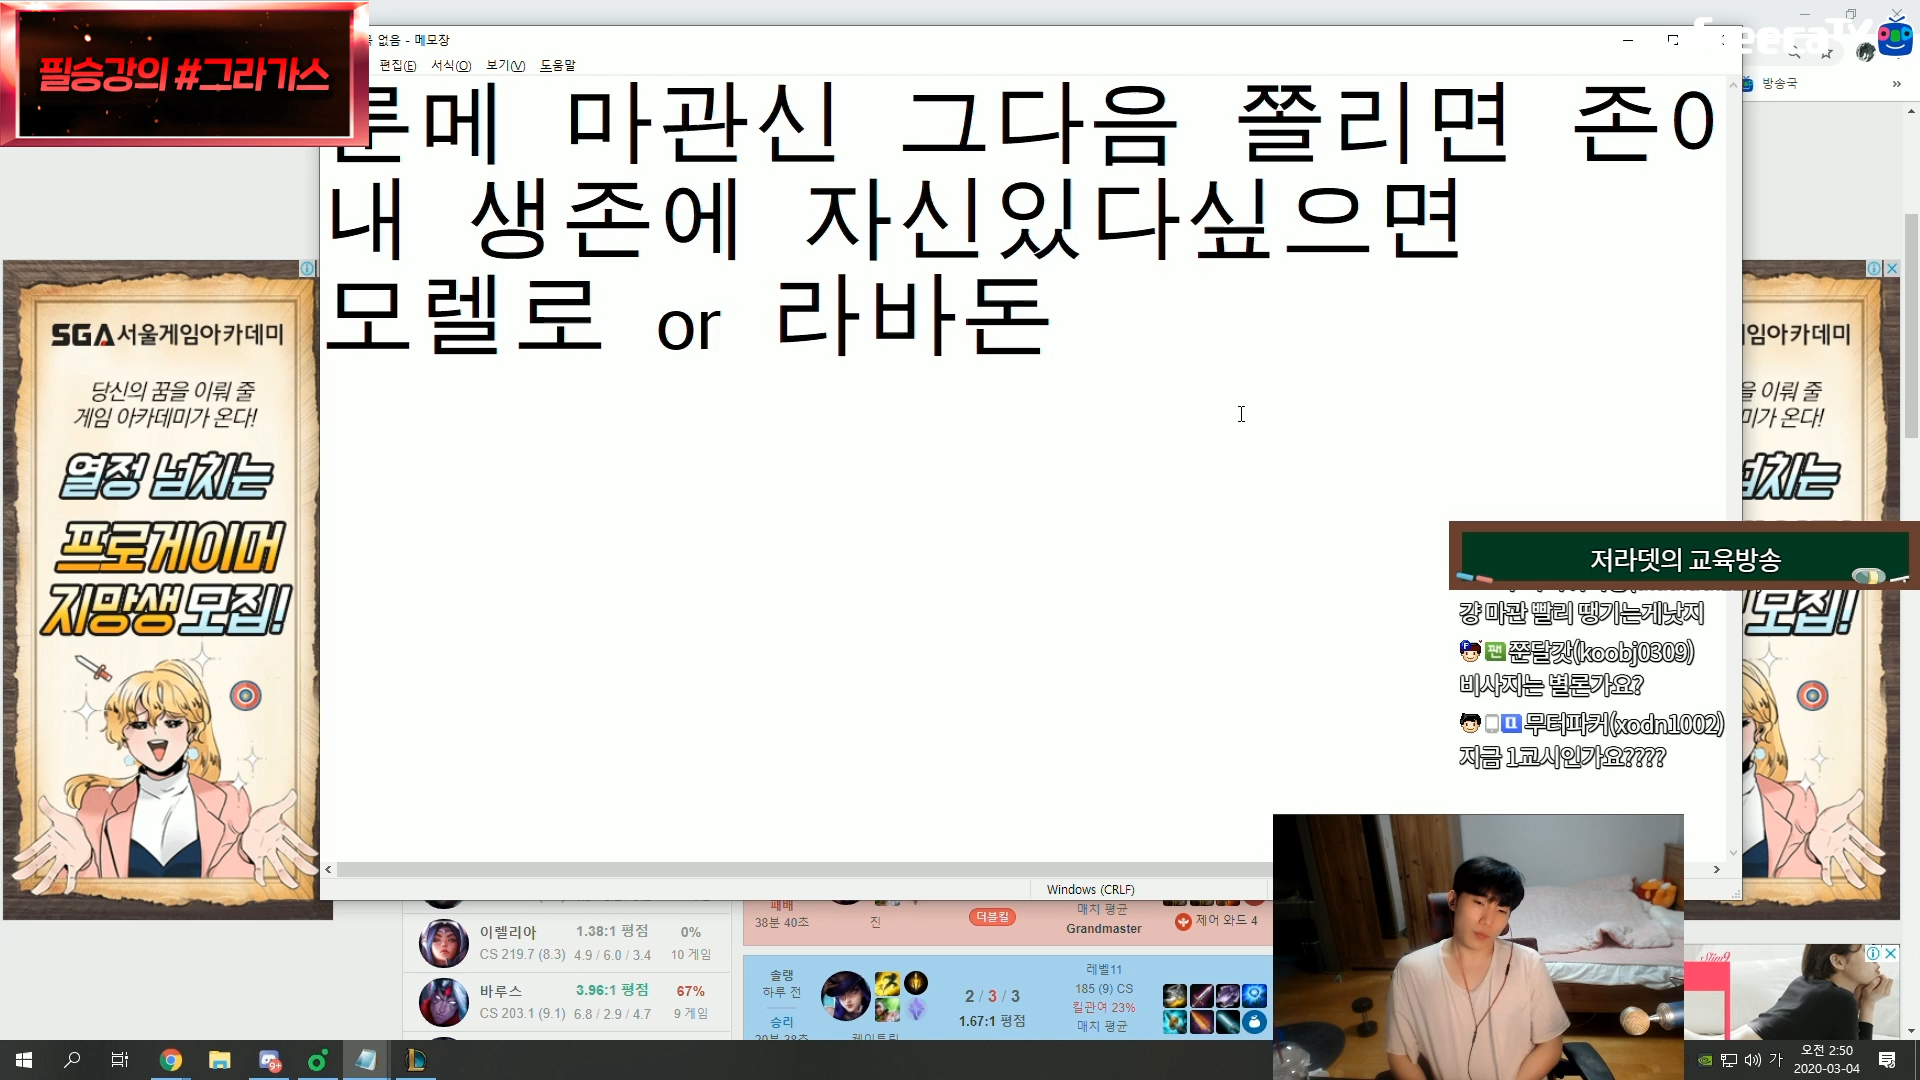 필승강의 #그라가스
없음 - 메모장
편집(E) 서식(O) 보기(V) 도움말
방송국
룬메 마관신 그다음 쫄리면 존야
내 생존에 자신있다싶으면
모렐로 or 라바돈
SGA 서울게임아카데미
당신의 꿈을 이뤄 줄
게임 아카데미가 온다!
열정 넘치는
프로게이머
지망생 모집!
저라뎃의 교육방송
걍 마관 빨리 땡기는게낫지
팬 쭌달갓(koobj0309)
비사지는 별론가요?
무터파커(xodn1002)
지금 1교시인가요????
Windows (CRLF)
이렐리아 1.38:1 평점 0%
CS 219.7 (8.3) 4.9 / 6.0 / 3.4 10 게임
바루스 3.96:1 평점 67%
CS 203.1 (9.1) 6.8 / 2.9 / 4.7 9 게임
패배
38분 40초
진
더블킬
매치 평균
Grandmaster
제어 와드 4
솔랭
하루 전
승리
2 / 3 / 3
1.67:1 평점
레벨11
185 (9) CS
킬관여 23%
매치 평균
가
오전 2:50
2020-03-04